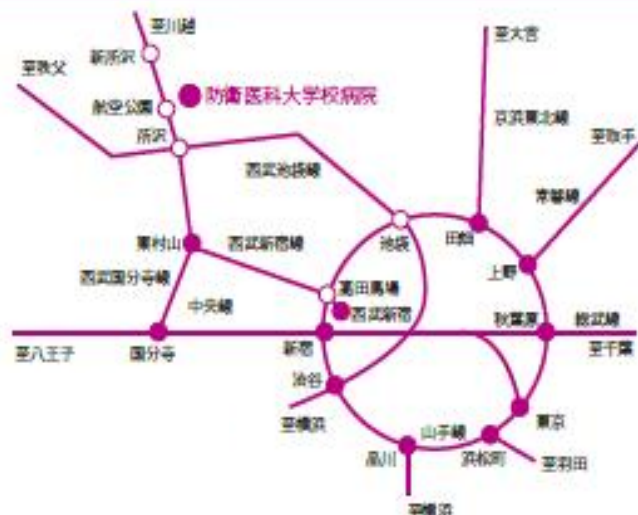 至川越
至大宮
新所沢
至秩父
防衛医科大学校病院
航空公園
京浜東北線
至取手
所沢
西武池袋線
常磐線
池袋
田端
東村山
西武新宿線
上野
西武国分寺線
高田馬場
中央線
西武新宿
秋葉原
総武線
至八王子
国分寺
新宿
至千葉
渋谷
東京
至横浜
山手線
品川
浜松町
至羽田
至横浜